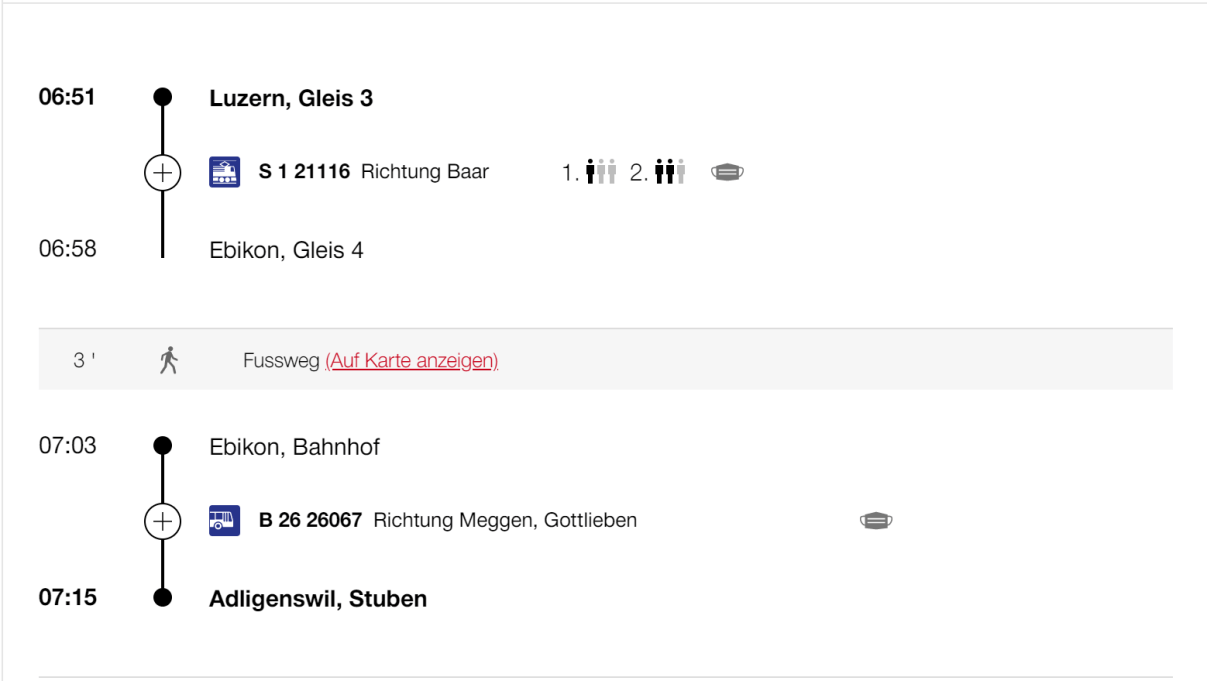 06:51 Luzern, Gleis 3
S 1 21116 Richtung Baar 1. 2.
06:58 Ebikon, Gleis 4
3 ' Fussweg (Auf Karte anzeigen)
07:03 Ebikon, Bahnhof
B 26 26067 Richtung Meggen, Gottlieben
07:15 Adligenswil, Stuben